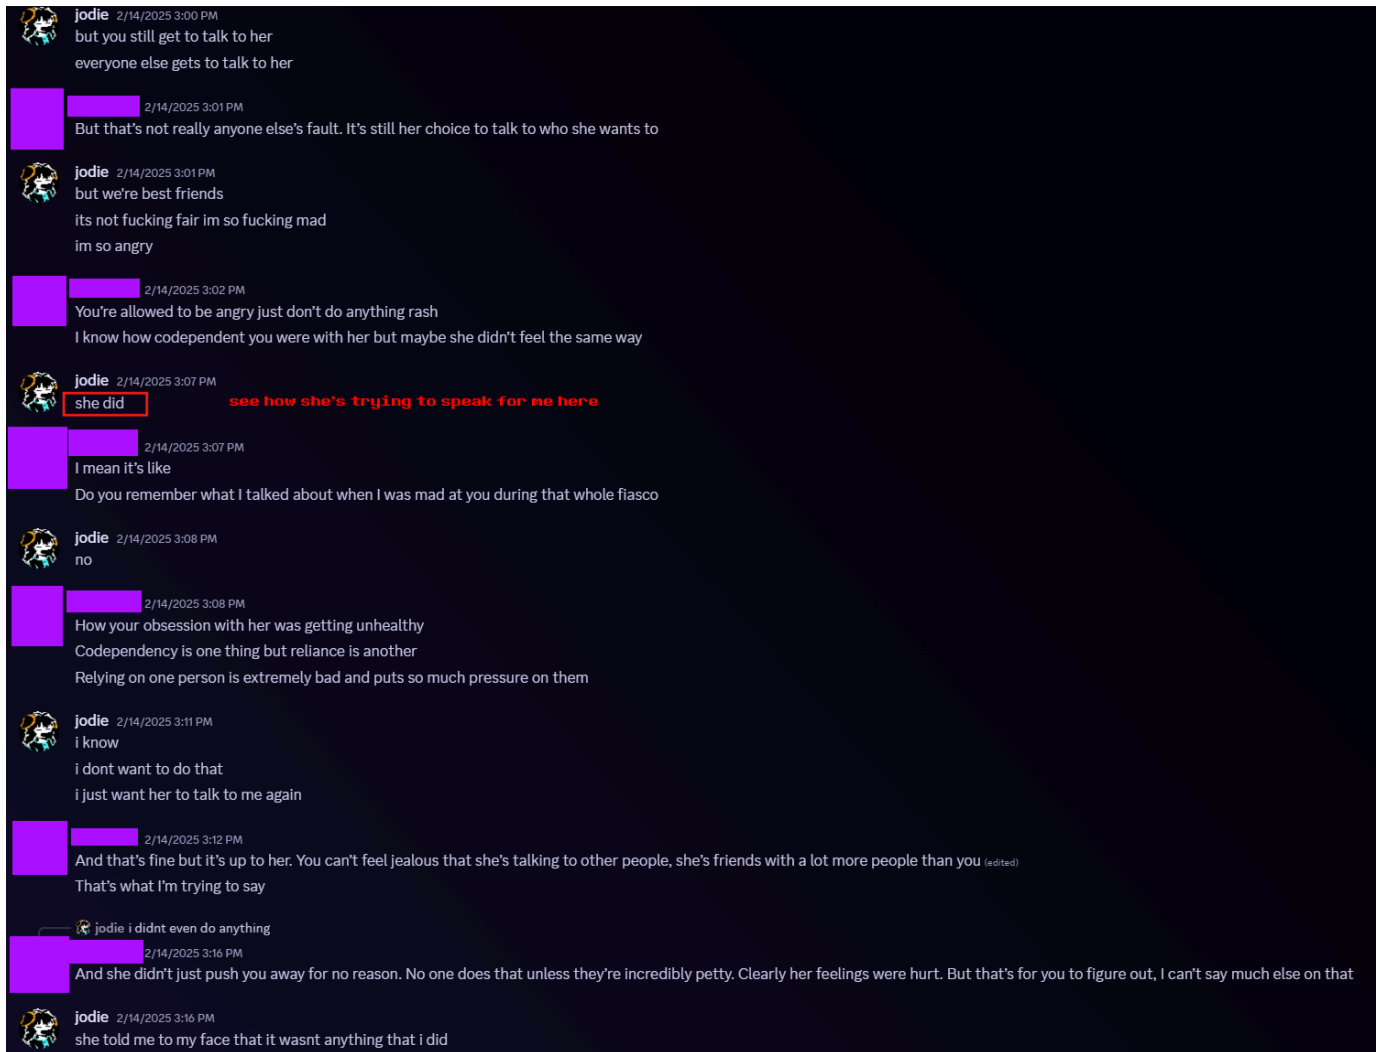 jodie 2/14/2025 3:00 PM
but you still get to talk to her
everyone else gets to talk to her
2/14/2025 3:01 PM
But that's not really anyone else's fault. It's still her choice to talk to who she wants to
jodie 2/14/2025 3:01 PM
but we're best friends
its not fucking fair im so fucking mad
im so angry
2/14/2025 3:02 PM
You're allowed to be angry just don't do anything rash
I know how codependent you were with her but maybe she didn't feel the same way
jodie 2/14/2025 3:07 PM
she did see how she's trying to speak for me here
2/14/2025 3:07 PM
I mean it's like
Do you remember what I talked about when I was mad at you during that whole fiasco
jodie 2/14/2025 3:08 PM
no
2/14/2025 3:08 PM
How your obsession with her was getting unhealthy
Codependency is one thing but reliance is another
Relying on one person is extremely bad and puts so much pressure on them
jodie 2/14/2025 3:11 PM
i know
i dont want to do that
i just want her to talk to me again
2/14/2025 3:12 PM
And that's fine but it's up to her. You can't feel jealous that she's talking to other people, she's friends with a lot more people than you (edited)
That's what I'm trying to say
jodie i didnt even do anything
2/14/2025 3:16 PM
And she didn't just push you away for no reason. No one does that unless they're incredibly petty. Clearly her feelings were hurt. But that's for you to figure out, I can't say much else on that
jodie 2/14/2025 3:16 PM
she told me to my face that it wasnt anything that i did